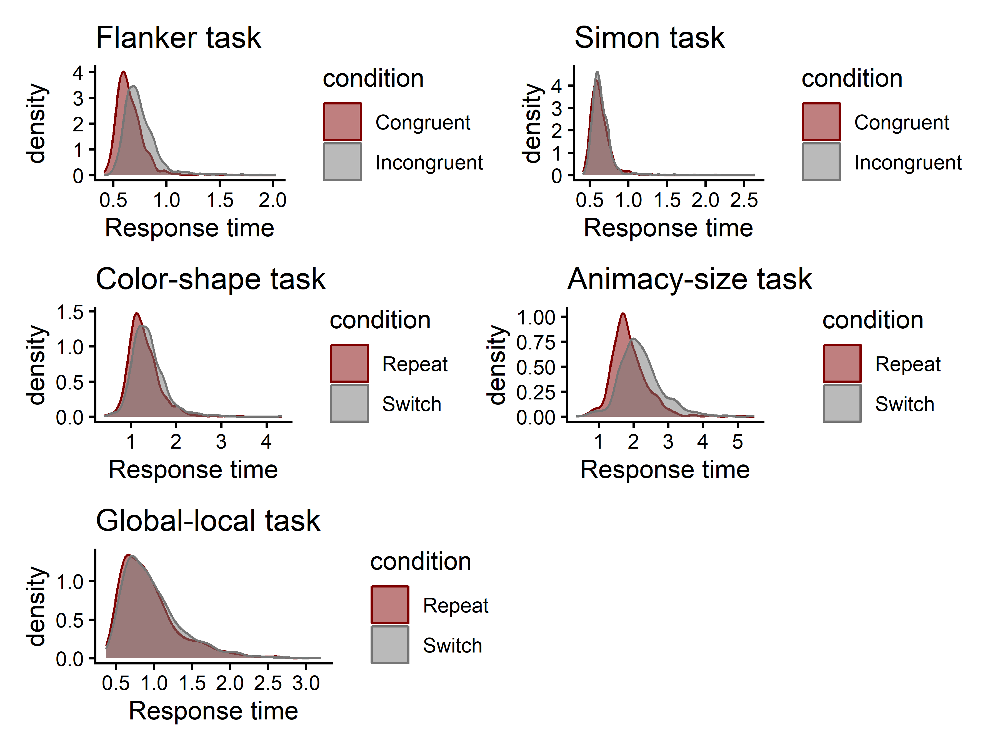 Flanker task
density
4
3
2
1
0
0.5 1.0 1.5 2.0
Response time
condition
Congruent
Incongruent
Simon task
density
4
3
2
1
0
0.5 1.0 1.5 2.0 2.5
Response time
condition
Congruent
Incongruent
Color-shape task
density
1.5
1.0
0.5
0.0
1 2 3 4
Response time
condition
Repeat
Switch
Animacy-size task
density
1.00
0.75
0.50
0.25
0.00
1 2 3 4 5
Response time
condition
Repeat
Switch
Global-local task
density
1.0
0.5
0.0
0.5 1.0 1.5 2.0 2.5 3.0
Response time
condition
Repeat
Switch